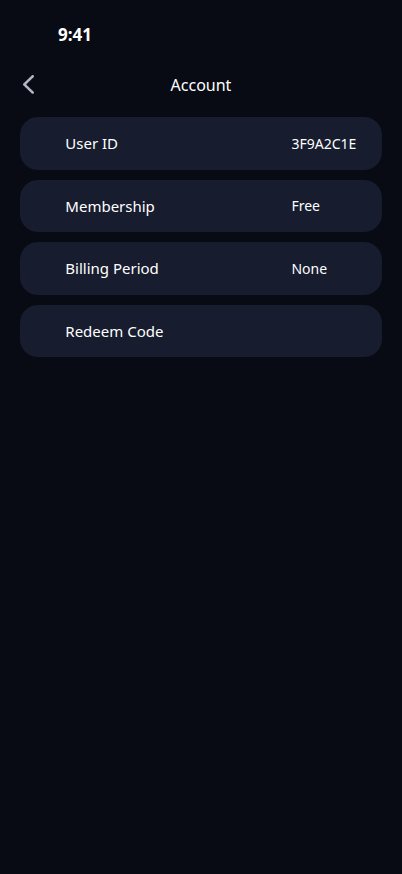 9:41
Account
User ID 3F9A2C1E
Membership Free
Billing Period None
Redeem Code